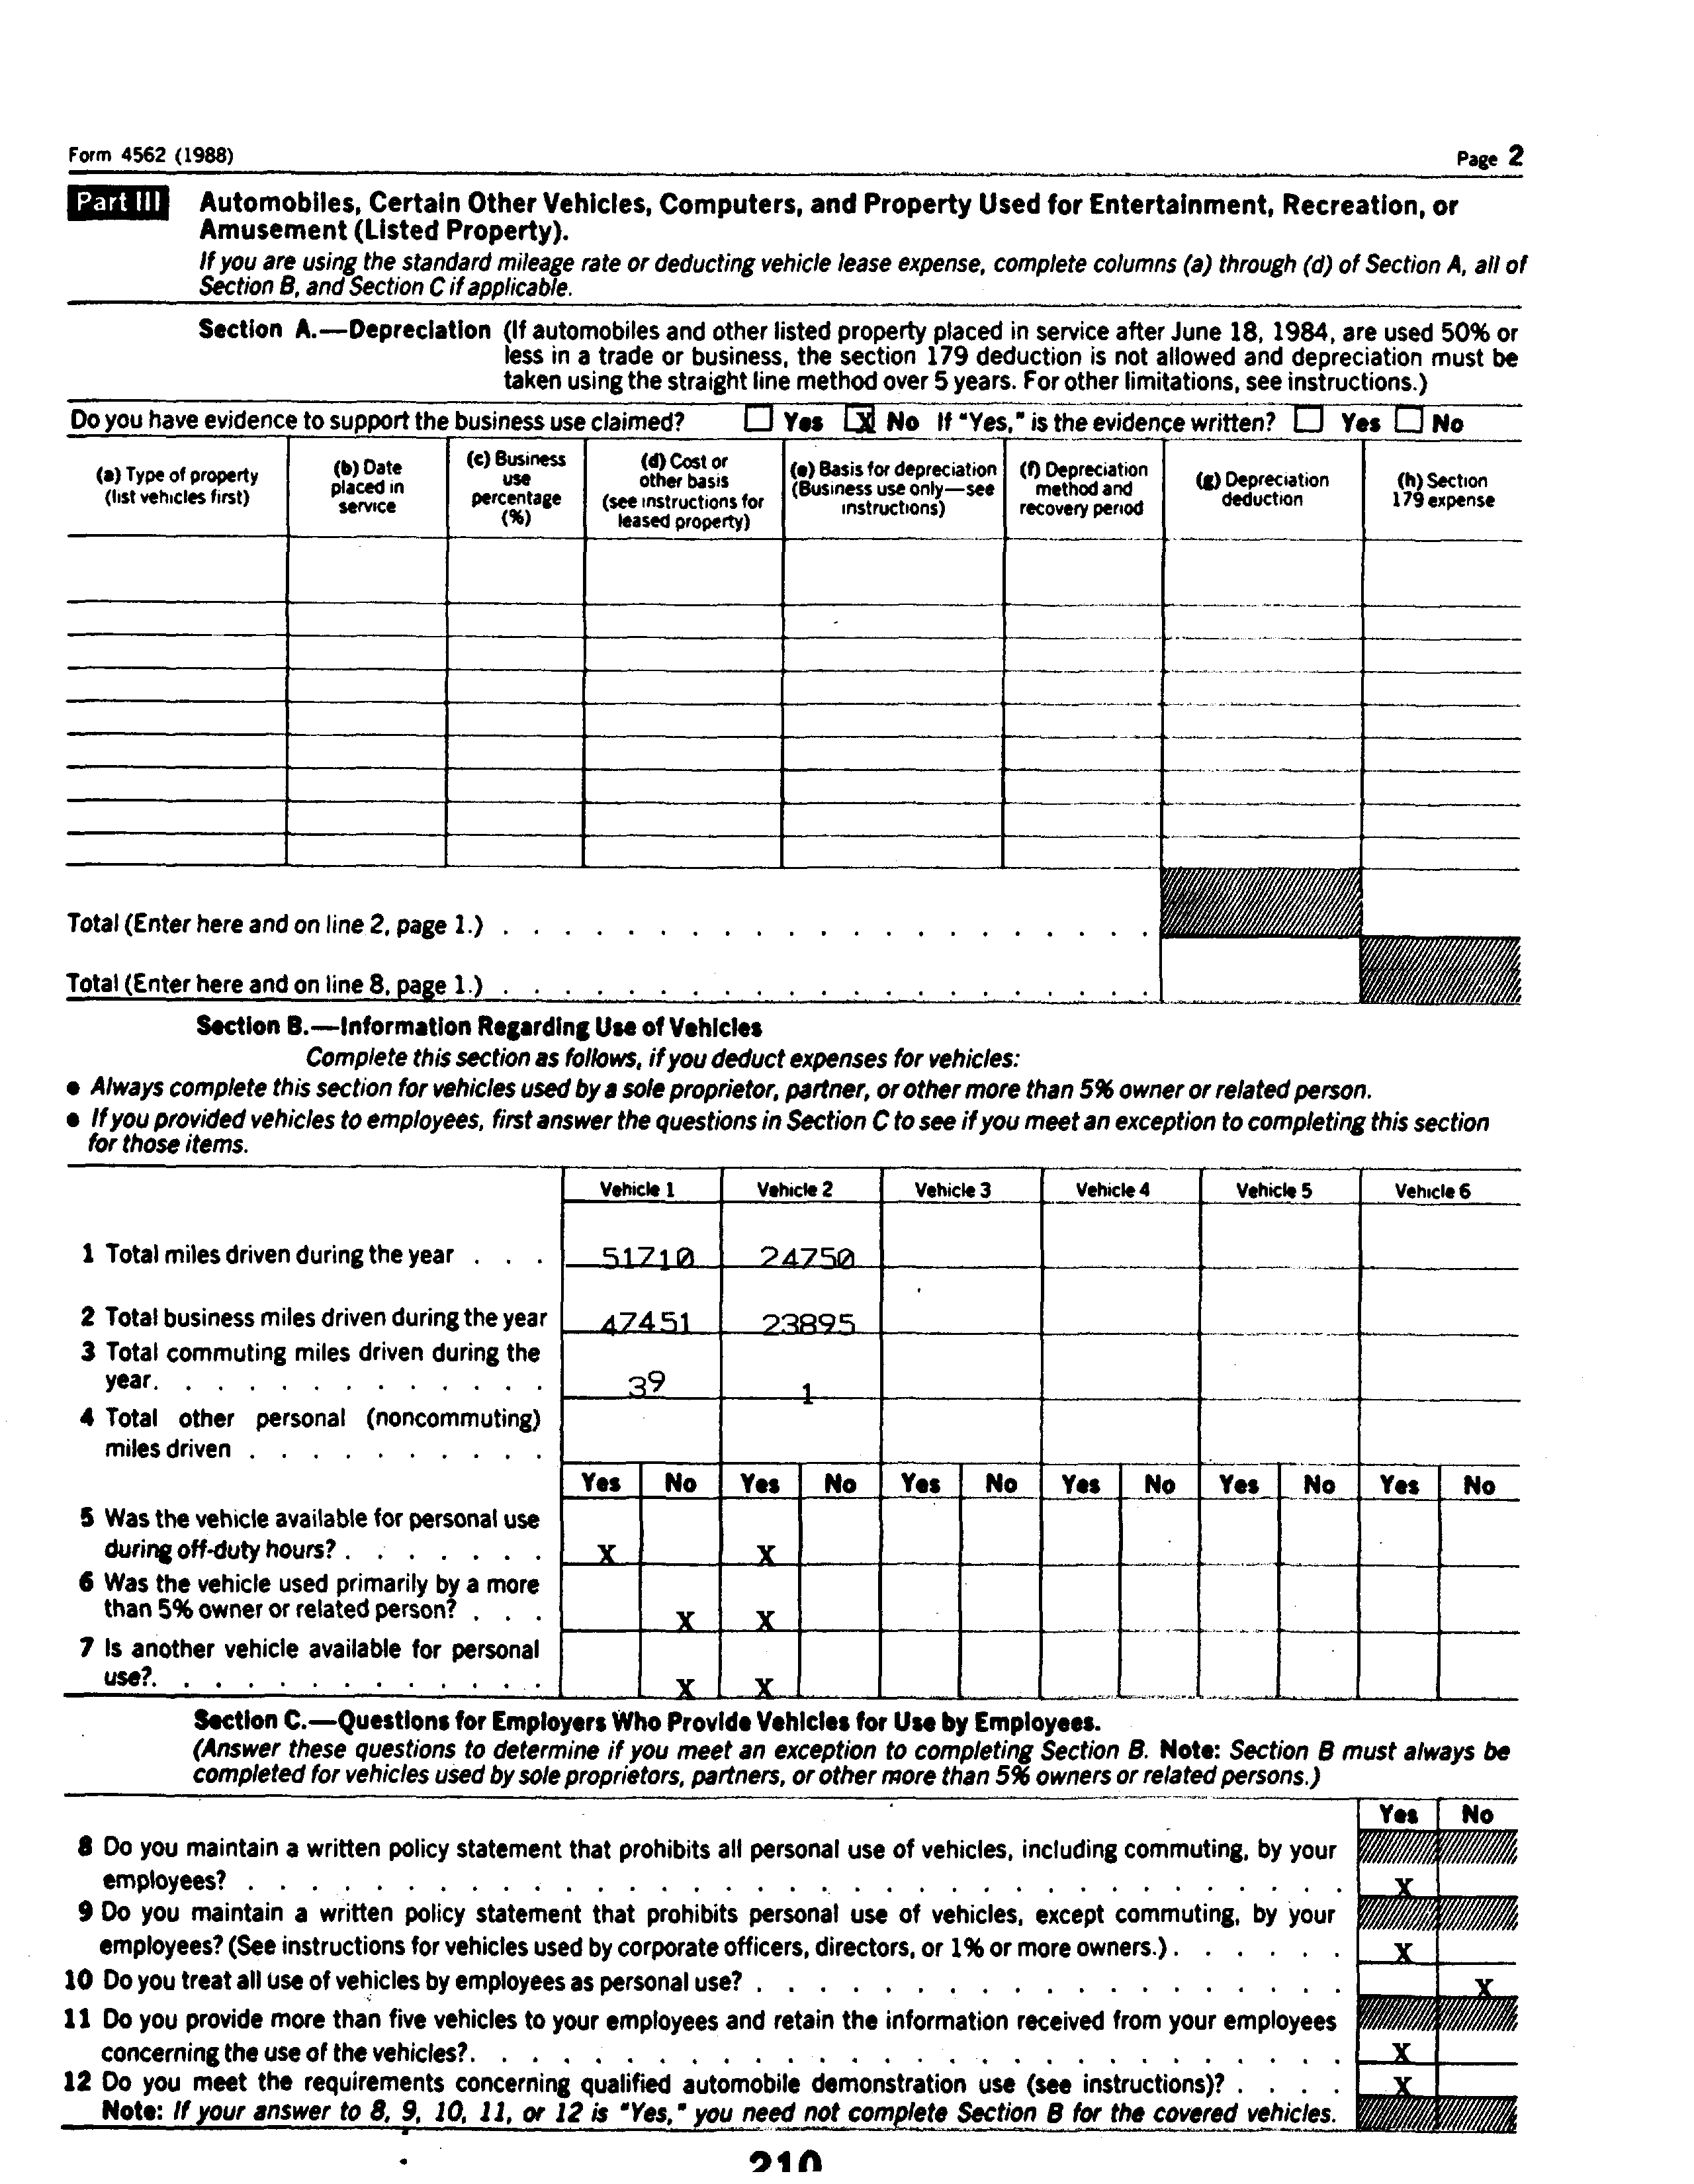 Form 4562 (1988) Page 2
Part III Automobiles, Certain Other Vehicles, Computers, and Property Used for Entertainment, Recreation, or
Amusement (Listed Property).
If you are using the standard mileage rate or deducting vehicle lease expense, complete columns (a) through (d) of Section A, all of
Section B, and Section C if applicable.
Section A.—Depreciation (If automobiles and other listed property placed in service after June 18, 1984, are used 50% or
less in a trade or business, the section 179 deduction is not allowed and depreciation must be
taken using the straight line method over 5 years. For other limitations, see instructions.)
Do you have evidence to support the business use claimed? ☐ Yes ☒ No If "Yes," is the evidence written? ☐ Yes ☐ No
(a) Type of property
(list vehicles first)
(b) Date
placed in
service
(c) Business
use
percentage
(%)
(d) Cost or
other basis
(see instructions for
leased property)
(e) Basis for depreciation
(Business use only—see
instructions)
(f) Depreciation
method and
recovery period
(g) Depreciation
deduction
(h) Section
179 expense
Total (Enter here and on line 2, page 1.) . . . . . . . . . . . . . . . . . . . . .
Total (Enter here and on line 8, page 1.) . . . . . . . . . . . . . . . . . . . . .
Section B.—Information Regarding Use of Vehicles
Complete this section as follows, if you deduct expenses for vehicles:
● Always complete this section for vehicles used by a sole proprietor, partner, or other more than 5% owner or related person.
● If you provided vehicles to employees, first answer the questions in Section C to see if you meet an exception to completing this section
for those items.
Vehicle 1 Vehicle 2 Vehicle 3 Vehicle 4 Vehicle 5 Vehicle 6
1 Total miles driven during the year . . . 51710 24750
2 Total business miles driven during the year 47451 23895
3 Total commuting miles driven during the
year. . . . . . . . . . . . . 39 1
4 Total other personal (noncommuting)
miles driven . . . . . . . . . .
Yes No Yes No Yes No Yes No Yes No Yes No
5 Was the vehicle available for personal use
during off-duty hours? . . . . . . . X X
6 Was the vehicle used primarily by a more
than 5% owner or related person? . . . X X
7 Is another vehicle available for personal
use?. . . . . . . . . . . . . X X
Section C.—Questions for Employers Who Provide Vehicles for Use by Employees.
(Answer these questions to determine if you meet an exception to completing Section B. Note: Section B must always be
completed for vehicles used by sole proprietors, partners, or other more than 5% owners or related persons.)
Yes No
8 Do you maintain a written policy statement that prohibits all personal use of vehicles, including commuting, by your
employees? . . . . . . . . . . . . . . . . . . . . . . . . . . . . . . . . . . . X
9 Do you maintain a written policy statement that prohibits personal use of vehicles, except commuting, by your
employees? (See instructions for vehicles used by corporate officers, directors, or 1% or more owners.) . . . . . . X
10 Do you treat all use of vehicles by employees as personal use? . . . . . . . . . . . . . . . . . . . X
11 Do you provide more than five vehicles to your employees and retain the information received from your employees
concerning the use of the vehicles?. . . . . . . . . . . . . . . . . . . . . . . . . . . . X
12 Do you meet the requirements concerning qualified automobile demonstration use (see instructions)? . . . . X
Note: If your answer to 8, 9, 10, 11, or 12 is "Yes," you need not complete Section B for the covered vehicles.
210